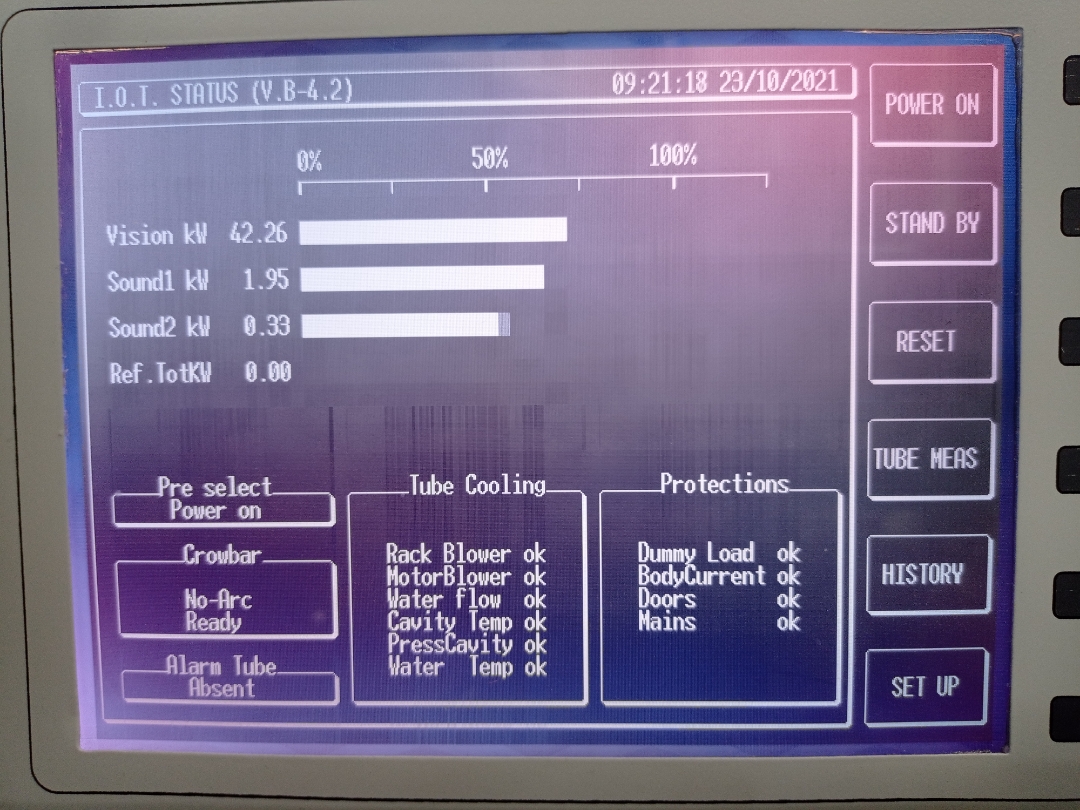 I.O.T. STATUS (V.B-4.2) 09:21:18 23/10/2021
0% 50% 100%
Vision kW 42.26
Sound1 kW 1.95
Sound2 kW 0.33
Ref.TotKW 0.00
Pre select
Power on
Crowbar
No-Arc
Ready
Alarm Tube
Absent
Tube Cooling
Rack Blower ok
MotorBlower ok
Water flow ok
Cavity Temp ok
PressCavity ok
Water Temp ok
Protections
Dummy Load ok
BodyCurrent ok
Doors ok
Mains ok
POWER ON
STAND BY
RESET
TUBE MEAS
HISTORY
SET UP